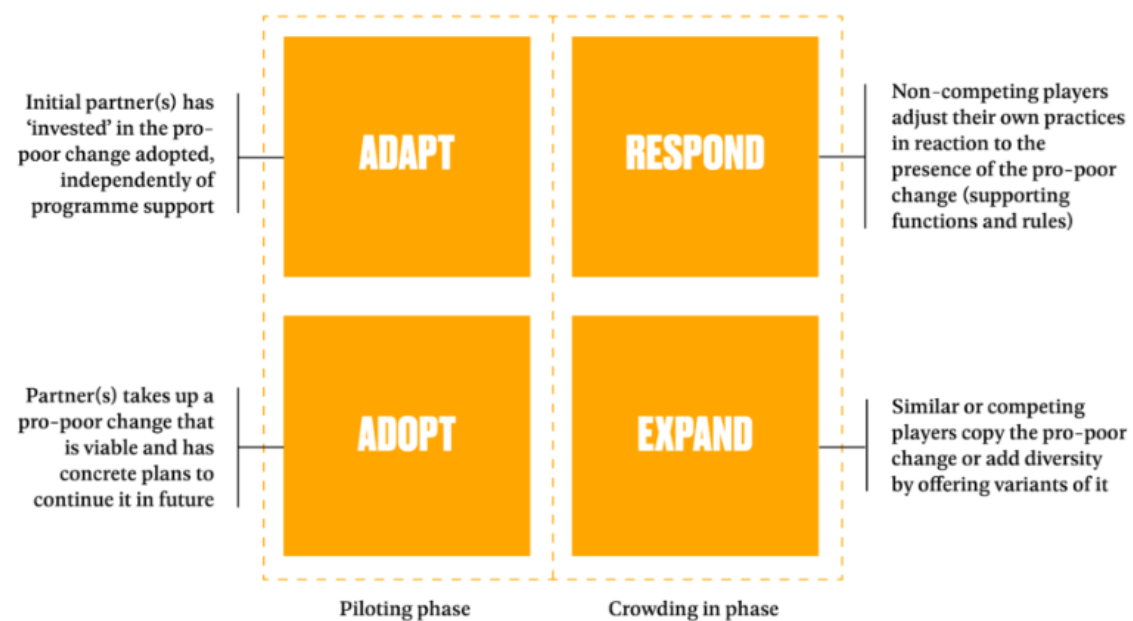 Initial partner(s) has
‘invested’ in the pro-
poor change adopted,
independently of
programme support
ADAPT
RESPOND
Non-competing players
adjust their own practices
in reaction to the
presence of the pro-poor
change (supporting
functions and rules)
Partner(s) takes up a
pro-poor change that
is viable and has
concrete plans to
continue it in future
ADOPT
EXPAND
Similar or competing
players copy the pro-poor
change or add diversity
by offering variants of it
Piloting phase
Crowding in phase